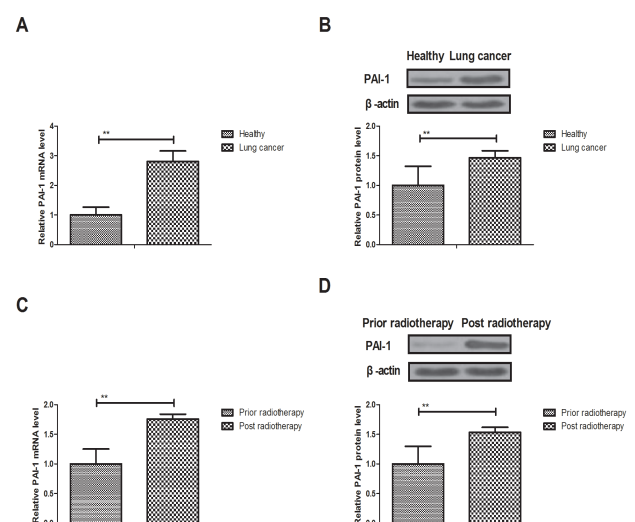 A
Relative PAI-1 mRNA level
4
3
2
1
0
**
Healthy
Lung cancer
B
Healthy Lung cancer
PAI-1
β -actin
Relative PAI-1 protein level
2.0
1.5
1.0
0.5
0.0
**
Healthy
Lung cancer
C
Relative PAI-1 mRNA level
2.0
1.5
1.0
0.5
0.0
**
Prior radiotherapy
Post radiotherapy
D
Prior radiotherapy Post radiotherapy
PAI-1
β -actin
Relative PAI-1 protein level
2.0
1.5
1.0
0.5
0.0
**
Prior radiotherapy
Post radiotherapy